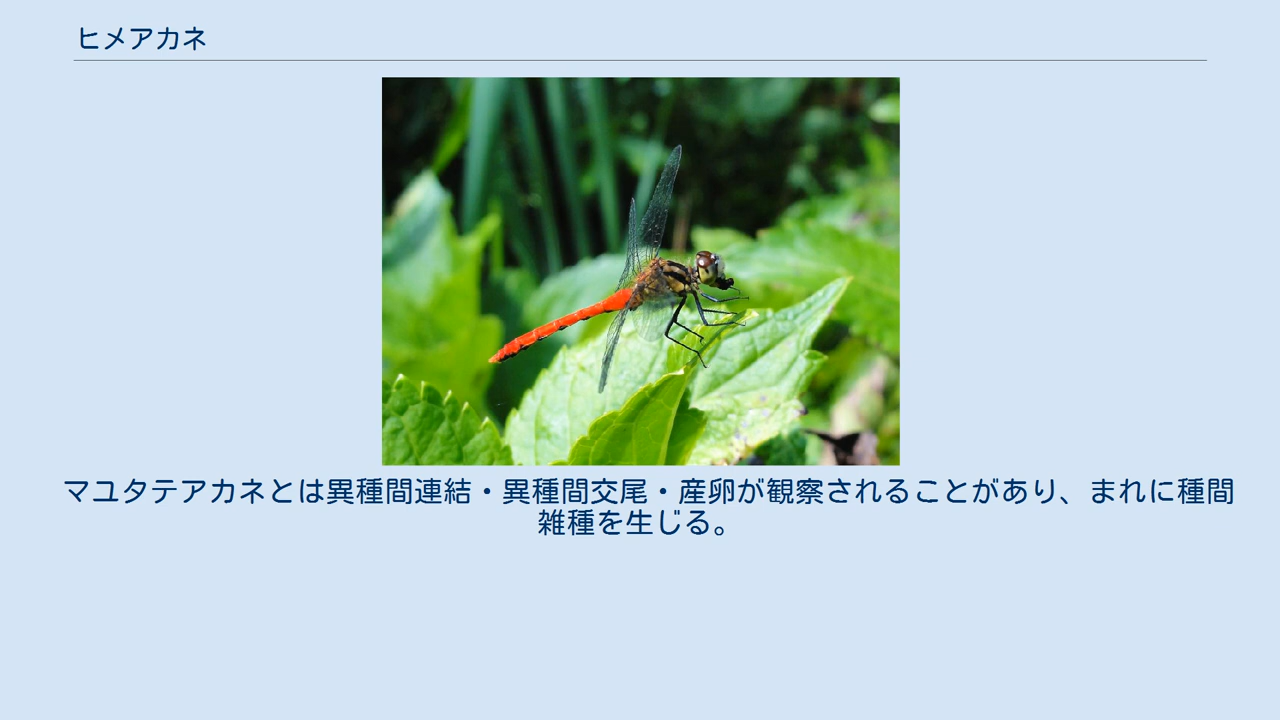 ヒメアカネ
マユタテアカネとは異種間連結・異種間交尾・産卵が観察されることがあり、まれに種間
雑種を生じる。